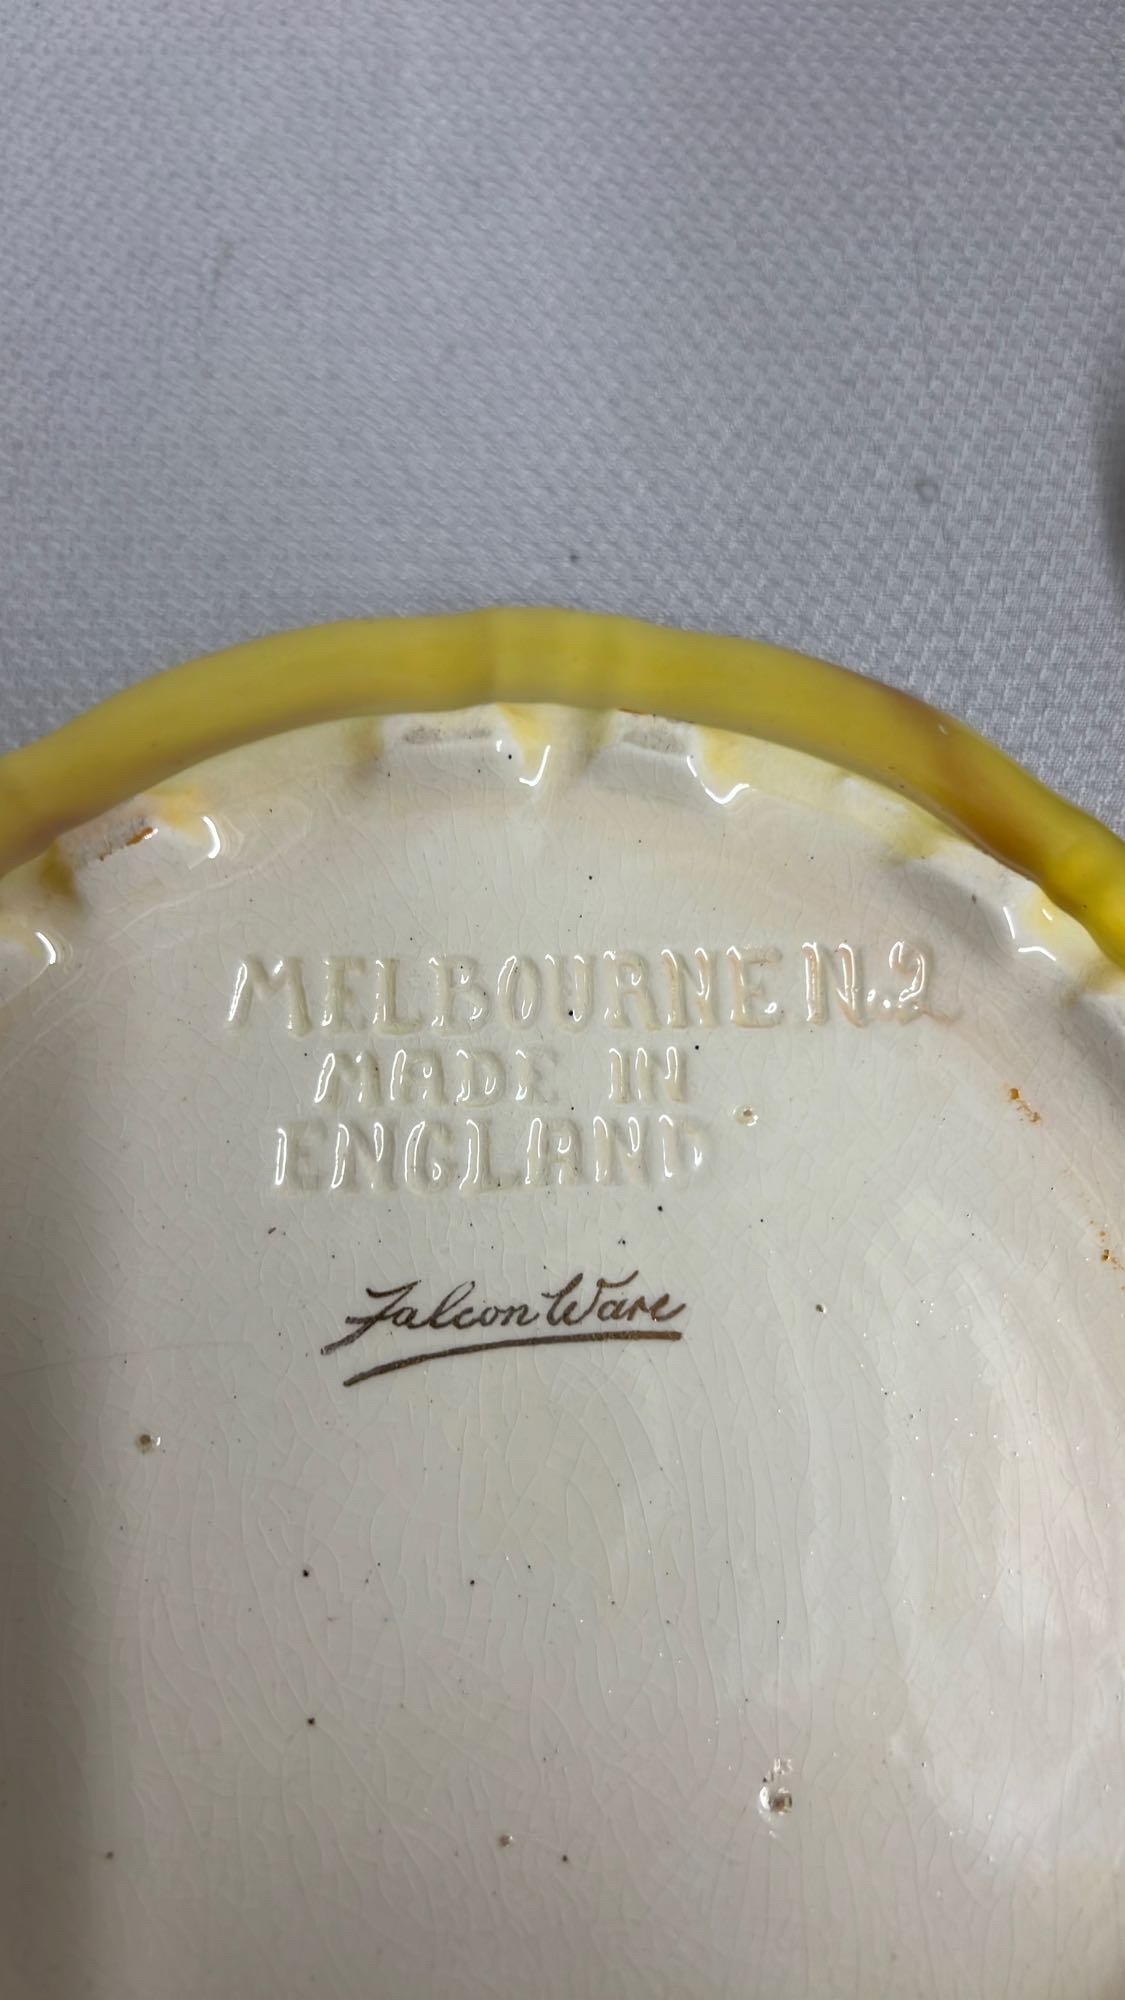 MELBOURNE N.2
MADE IN
ENGLAND
Falcon Ware